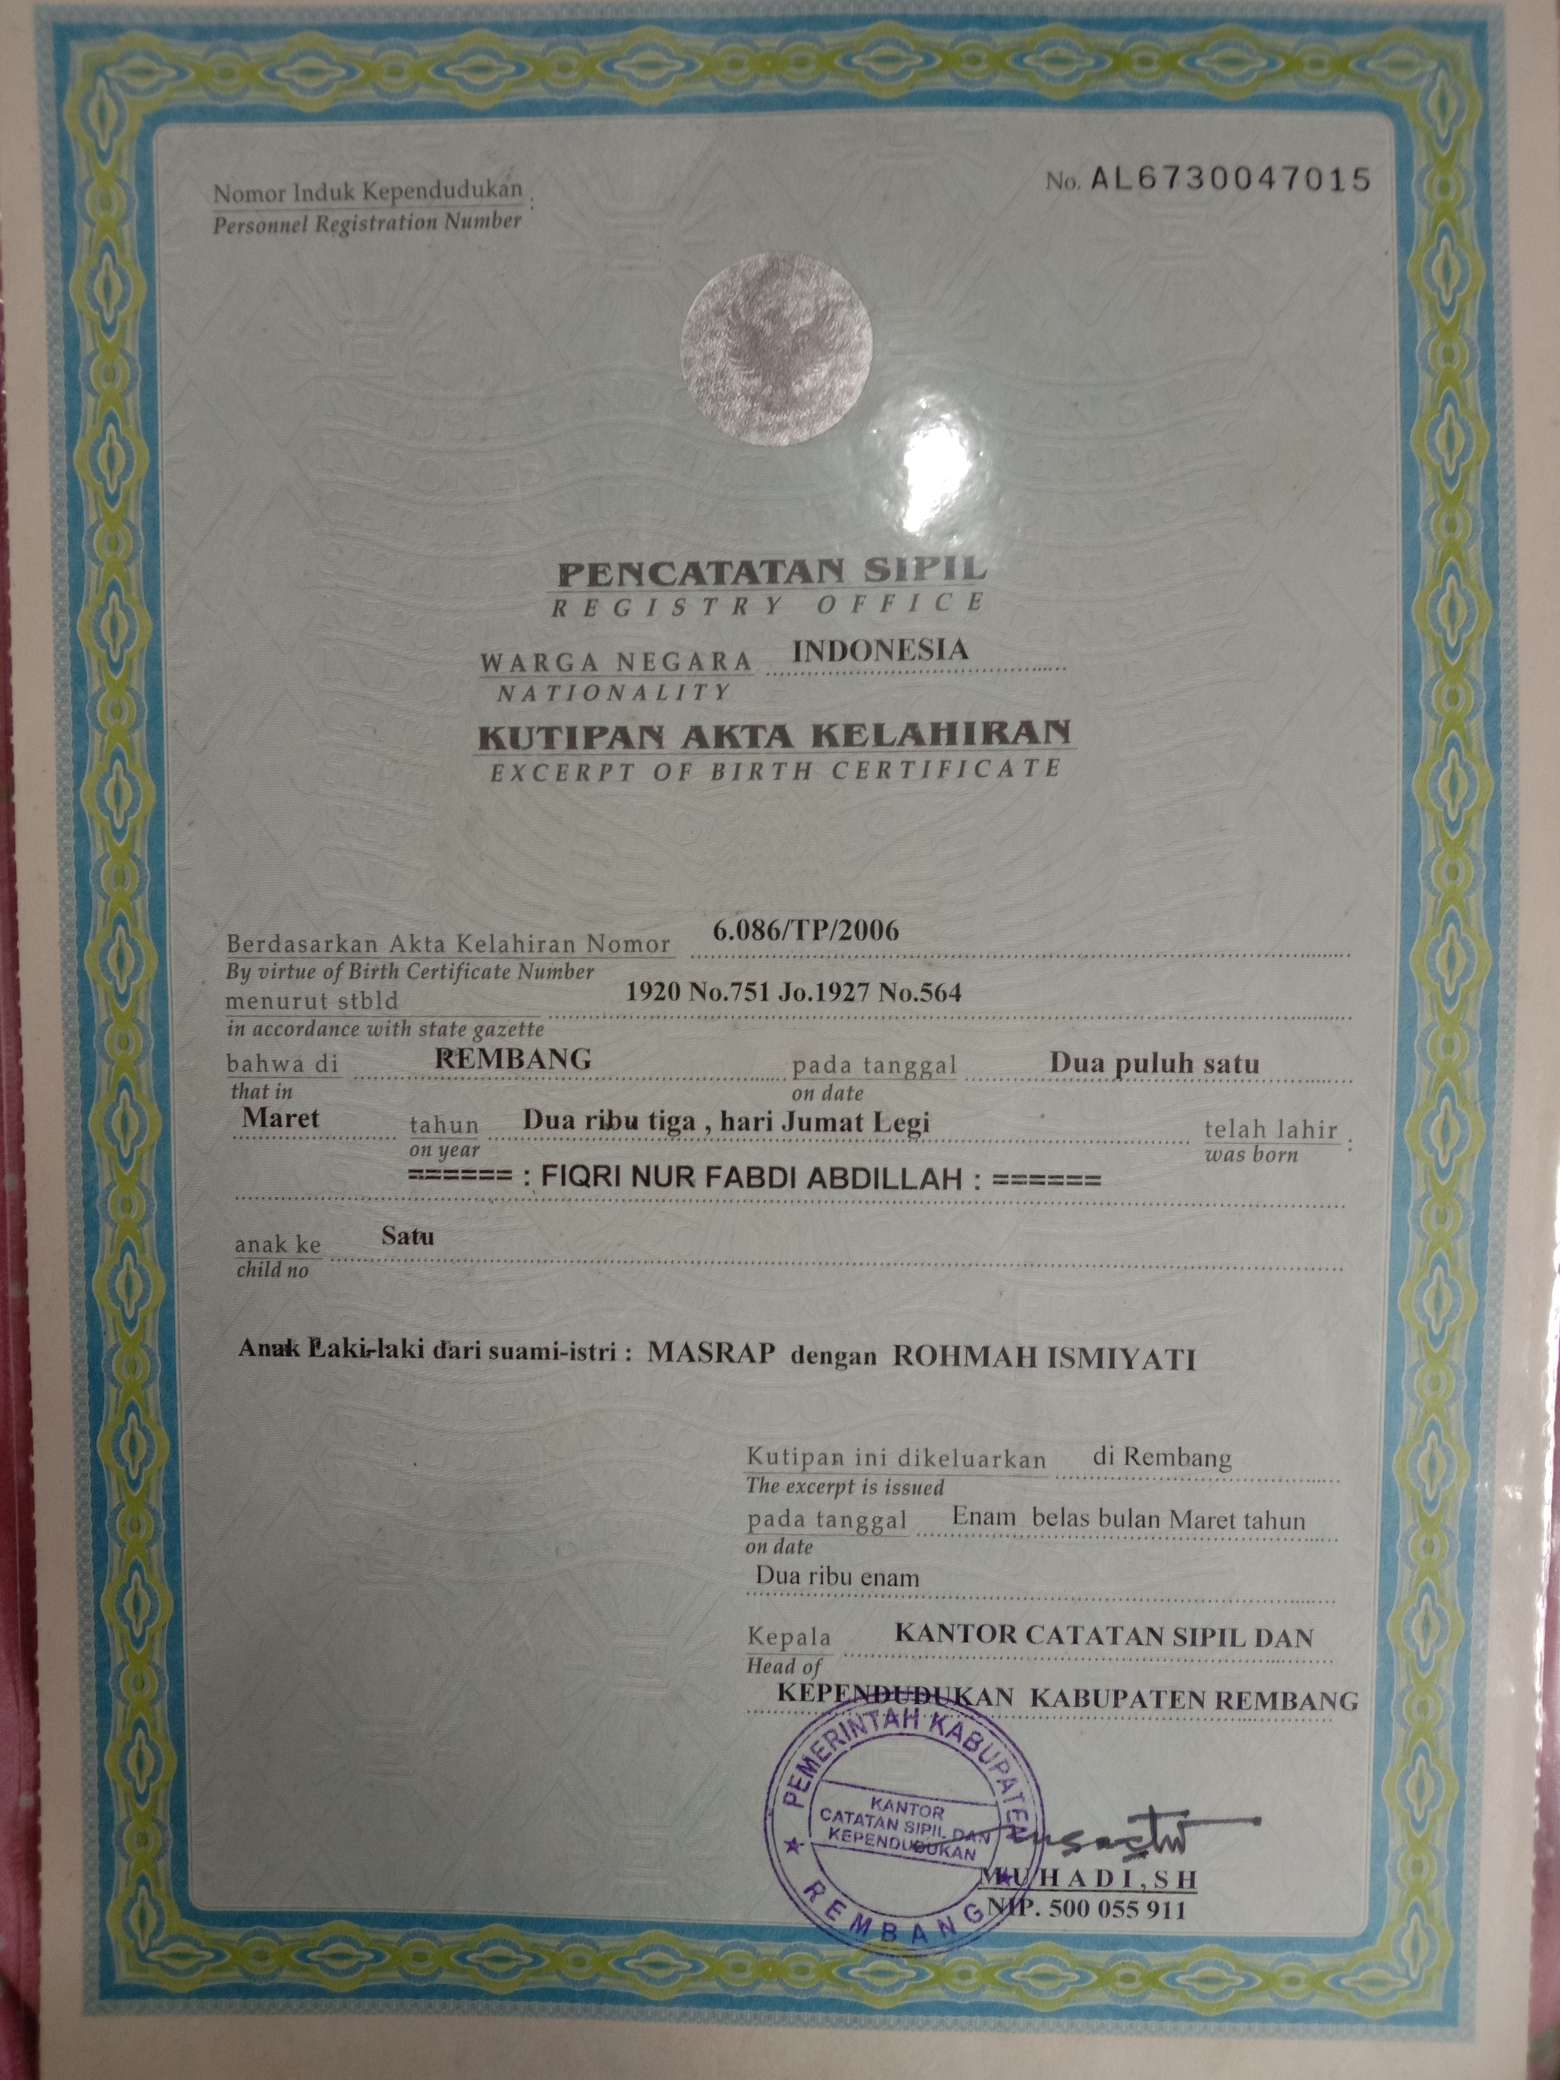 No. AL6730047015
Nomor Induk Kependudukan :
Personnel Registration Number
PENCATATAN SIPIL
REGISTRY OFFICE
WARGA NEGARA INDONESIA
NATIONALITY
KUTIPAN AKTA KELAHIRAN
EXCERPT OF BIRTH CERTIFICATE
Berdasarkan Akta Kelahiran Nomor 6.086/TP/2006
By virtue of Birth Certificate Number
menurut stbld 1920 No.751 Jo.1927 No.564
in accordance with state gazette
bahwa di REMBANG pada tanggal Dua puluh satu
that in on date
Maret tahun Dua ribu tiga , hari Jumat Legi telah lahir :
on year was born
====== : FIQRI NUR FABDI ABDILLAH : ======
anak ke Satu
child no
Anak Laki-laki dari suami-istri : MASRAP dengan ROHMAH ISMIYATI
Kutipan ini dikeluarkan di Rembang
The excerpt is issued
pada tanggal Enam belas bulan Maret tahun
on date
Dua ribu enam
Kepala KANTOR CATATAN SIPIL DAN
Head of
KEPENDUDUKAN KABUPATEN REMBANG
PEMERINTAH KABUPATEN
KANTOR
CATATAN SIPIL DAN
KEPENDUDUKAN
REMBANG
MUHADI,SH
NIP. 500 055 911